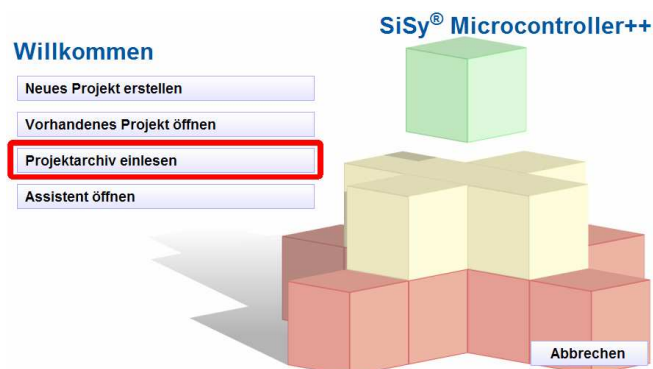 SiSy® Microcontroller++
Willkommen
Neues Projekt erstellen
Vorhandenes Projekt öffnen
Projektarchiv einlesen
Assistent öffnen
Abbrechen